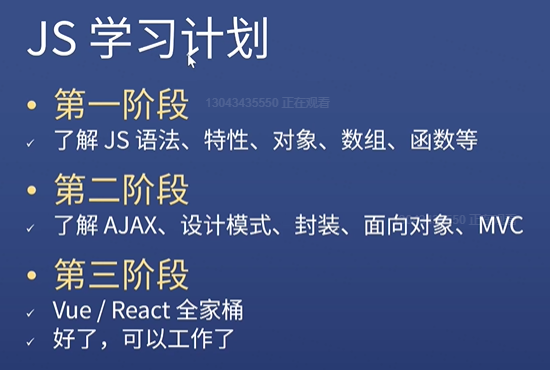 JS 学习计划
• 第一阶段
13043435550 正在观看
✓ 了解 JS 语法、特性、对象、数组、函数等
• 第二阶段
✓ 了解 AJAX、设计模式、封装、面向对象、MVC
• 第三阶段
✓ Vue / React 全家桶
✓ 好了，可以工作了